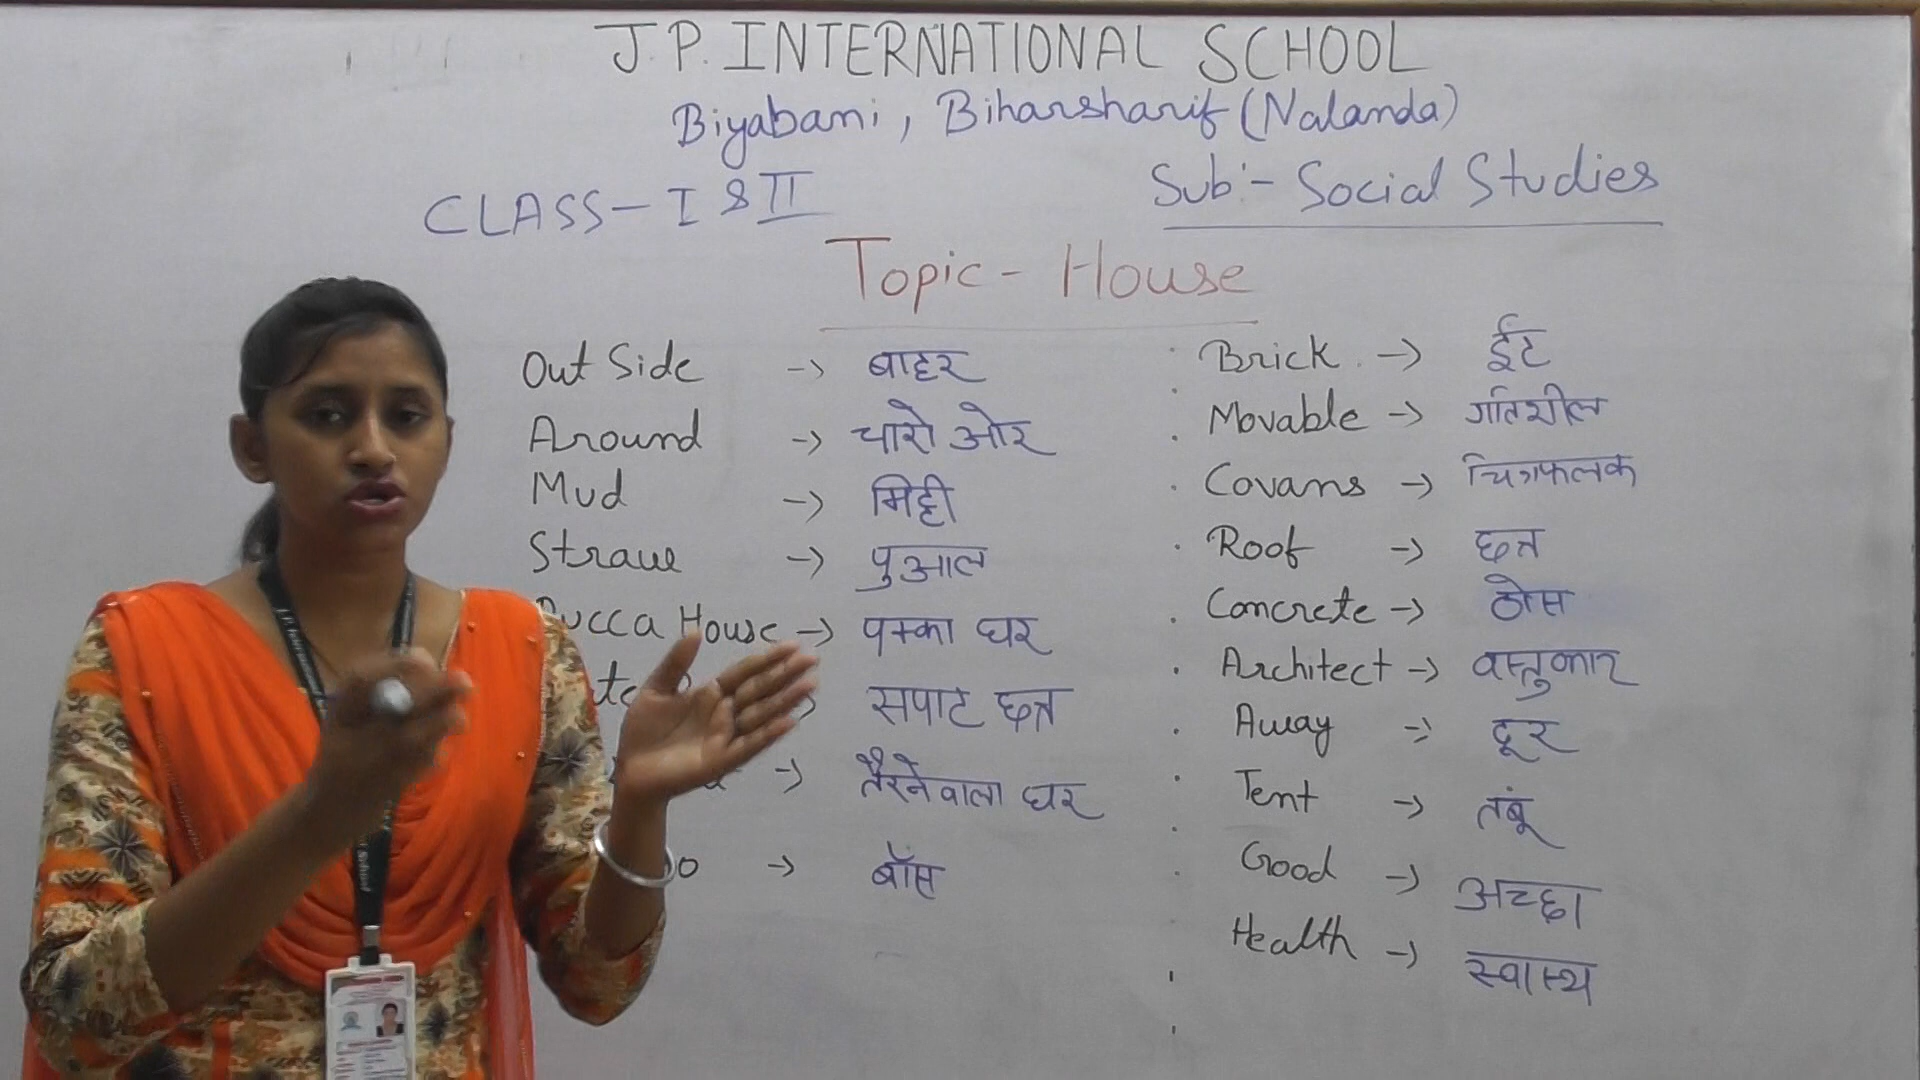 J.P. INTERNATIONAL SCHOOL
Biyabani, Biharsharif (Nalanda)
CLASS - I & II
Sub:- Social Studies
Topic - House
Out Side -> बाहर
Around -> चारो ओर
Mud -> मिट्टी
Straw -> पुआल
Pucca House -> पक्का घर
-> सपाट छत्त
-> तैरने वाला घर
-> बॉस
Brick -> ईट
Movable -> गतिशील
Covans -> चित्रफलक
Roof -> छत्त
Concrete -> ठोस
Architect -> वास्तुकार
Away -> दूर
Tent -> तंबू
Good -> अच्छा
Health -> स्वास्थ्य